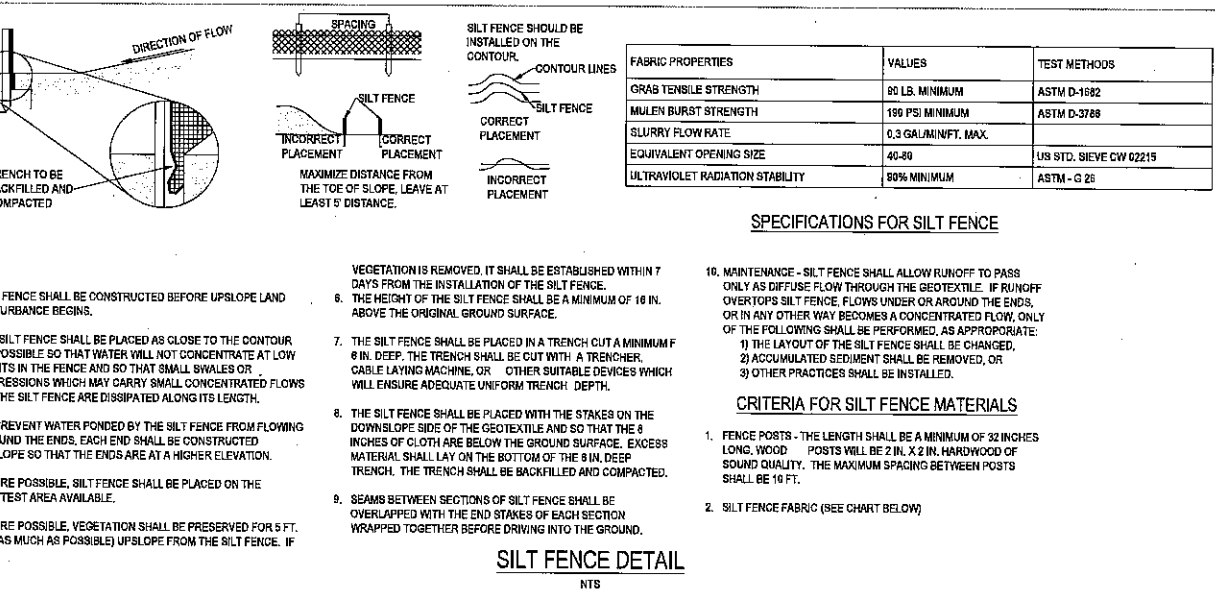 DIRECTION OF FLOW
RENCH TO BE
CKFILLED AND
OMPACTED
SPACING
SILT FENCE
INCORRECT
PLACEMENT
CORRECT
PLACEMENT
MAXIMIZE DISTANCE FROM
THE TOE OF SLOPE, LEAVE AT
LEAST 5' DISTANCE.
SILT FENCE SHOULD BE
INSTALLED ON THE
CONTOUR.
CONTOUR LINES
SILT FENCE
CORRECT
PLACEMENT
INCORRECT
PLACEMENT
FABRIC PROPERTIES VALUES TEST METHODS
GRAB TENSILE STRENGTH 90 LB. MINIMUM ASTM D-1682
MULEN BURST STRENGTH 190 PSI MINIMUM ASTM D-3786
SLURRY FLOW RATE 0.3 GAL/MIN/FT. MAX.
EQUIVALENT OPENING SIZE 40-80 US STD. SIEVE CW 02215
ULTRAVIOLET RADIATION STABILITY 90% MINIMUM ASTM - G 26
SPECIFICATIONS FOR SILT FENCE
FENCE SHALL BE CONSTRUCTED BEFORE UPSLOPE LAND
URBANCE BEGINS.
SILT FENCE SHALL BE PLACED AS CLOSE TO THE CONTOUR
OSSIBLE SO THAT WATER WILL NOT CONCENTRATE AT LOW
TS IN THE FENCE AND SO THAT SMALL SWALES OR
RESSIONS WHICH MAY CARRY SMALL CONCENTRATED FLOWS
HE SILT FENCE ARE DISSIPATED ALONG ITS LENGTH.
REVENT WATER PONDED BY THE SILT FENCE FROM FLOWING
UND THE ENDS, EACH END SHALL BE CONSTRUCTED
LOPE SO THAT THE ENDS ARE AT A HIGHER ELEVATION.
RE POSSIBLE, SILT FENCE SHALL BE PLACED ON THE
TEST AREA AVAILABLE.
RE POSSIBLE, VEGETATION SHALL BE PRESERVED FOR 5 FT.
AS MUCH AS POSSIBLE) UPSLOPE FROM THE SILT FENCE. IF
VEGETATION IS REMOVED, IT SHALL BE ESTABLISHED WITHIN 7
DAYS FROM THE INSTALLATION OF THE SILT FENCE.
6. THE HEIGHT OF THE SILT FENCE SHALL BE A MINIMUM OF 16 IN.
ABOVE THE ORIGINAL GROUND SURFACE.
7. THE SILT FENCE SHALL BE PLACED IN A TRENCH CUT A MINIMUM F
6 IN. DEEP. THE TRENCH SHALL BE CUT WITH A TRENCHER,
CABLE LAYING MACHINE, OR OTHER SUITABLE DEVICES WHICH
WILL ENSURE ADEQUATE UNIFORM TRENCH DEPTH.
8. THE SILT FENCE SHALL BE PLACED WITH THE STAKES ON THE
DOWNSLOPE SIDE OF THE GEOTEXTILE AND SO THAT THE 8
INCHES OF CLOTH ARE BELOW THE GROUND SURFACE. EXCESS
MATERIAL SHALL LAY ON THE BOTTOM OF THE 6 IN. DEEP
TRENCH. THE TRENCH SHALL BE BACKFILLED AND COMPACTED.
9. SEAMS BETWEEN SECTIONS OF SILT FENCE SHALL BE
OVERLAPPED WITH THE END STAKES OF EACH SECTION
WRAPPED TOGETHER BEFORE DRIVING INTO THE GROUND.
10. MAINTENANCE - SILT FENCE SHALL ALLOW RUNOFF TO PASS
ONLY AS DIFFUSE FLOW THROUGH THE GEOTEXTILE. IF RUNOFF
OVERTOPS SILT FENCE, FLOWS UNDER OR AROUND THE ENDS,
OR IN ANY OTHER WAY BECOMES A CONCENTRATED FLOW, ONLY
OF THE FOLLOWING SHALL BE PERFORMED, AS APPROPORIATE:
1) THE LAYOUT OF THE SILT FENCE SHALL BE CHANGED,
2) ACCUMULATED SEDIMENT SHALL BE REMOVED, OR
3) OTHER PRACTICES SHALL BE INSTALLED.
CRITERIA FOR SILT FENCE MATERIALS
1. FENCE POSTS - THE LENGTH SHALL BE A MINIMUM OF 32 INCHES
LONG. WOOD POSTS WILL BE 2 IN. X 2 IN. HARDWOOD OF
SOUND QUALITY. THE MAXIMUM SPACING BETWEEN POSTS
SHALL BE 10 FT.
2. SILT FENCE FABRIC (SEE CHART BELOW)
SILT FENCE DETAIL
NTS